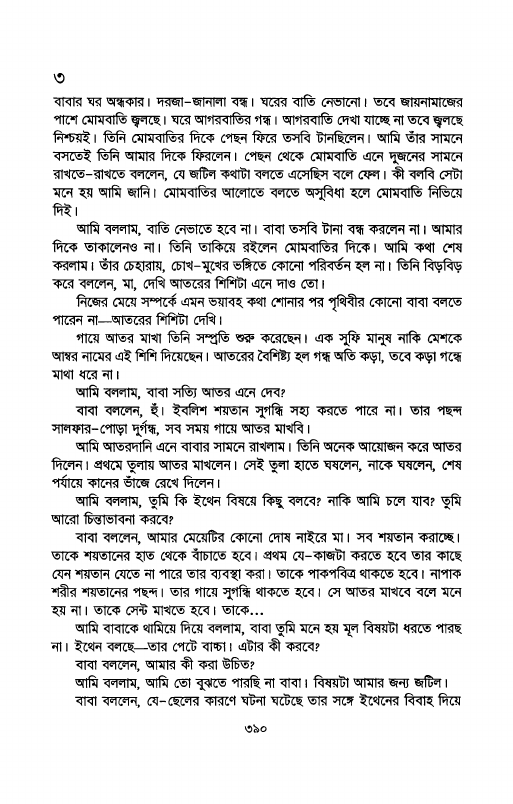 ৩
বাবার ঘর অন্ধকার। দরজা-জানালা বন্ধ। ঘরের বাতি নেভানো। তবে জায়নামাজের
পাশে মোমবাতি জ্বলছে। ঘরে আগরবাতির গন্ধ। আগরবাতি দেখা যাচ্ছে না তবে জ্বলছে
নিশ্চয়ই। তিনি মোমবাতির দিকে পেছন ফিরে তসবি টানছিলেন। আমি তাঁর সামনে
বসতেই তিনি আমার দিকে ফিরলেন। পেছন থেকে মোমবাতি এনে দুজনের সামনে
রাখতে-রাখতে বললেন, যে জটিল কথাটা বলতে এসেছিস বলে ফেল। কী বলবি সেটা
মনে হয় আমি জানি। মোমবাতির আলোতে বলতে অসুবিধা হলে মোমবাতি নিভিয়ে
দিই।
আমি বললাম, বাতি নেভাতে হবে না। বাবা তসবি টানা বন্ধ করলেন না। আমার
দিকে তাকালেনও না। তিনি তাকিয়ে রইলেন মোমবাতির দিকে। আমি কথা শেষ
করলাম। তাঁর চেহারায়, চোখ-মুখের ভঙ্গিতে কোনো পরিবর্তন হল না। তিনি বিড়বিড়
করে বললেন, মা, দেখি আতরের শিশিটা এনে দাও তো।
নিজের মেয়ে সম্পর্কে এমন ভয়াবহ কথা শোনার পর পৃথিবীর কোনো বাবা বলতে
পারেন না—আতরের শিশিটা দেখি।
গায়ে আতর মাখা তিনি সম্প্রতি শুরু করেছেন। এক সুফি মানুষ নাকি মেশকে
আম্বর নামের এই শিশি দিয়েছেন। আতরের বৈশিষ্ট্য হল গন্ধ অতি কড়া, তবে কড়া গন্ধে
মাথা ধরে না।
আমি বললাম, বাবা সত্যি আতর এনে দেব?
বাবা বললেন, হুঁ। ইবলিশ শয়তান সুগন্ধি সহ্য করতে পারে না। তার পছন্দ
সালফার-পোড়া দুর্গন্ধ, সব সময় গায়ে আতর মাখবি।
আমি আতরদানি এনে বাবার সামনে রাখলাম। তিনি অনেক আয়োজন করে আতর
দিলেন। প্রথমে তুলায় আতর মাখলেন। সেই তুলা হাতে ঘষলেন, নাকে ঘষলেন, শেষ
পর্যায়ে কানের ভাঁজে রেখে দিলেন।
আমি বললাম, তুমি কি ইথেন বিষয়ে কিছু বলবে? নাকি আমি চলে যাব? তুমি
আরো চিন্তাভাবনা করবে?
বাবা বললেন, আমার মেয়েটির কোনো দোষ নাইরে মা। সব শয়তান করাচ্ছে।
তাকে শয়তানের হাত থেকে বাঁচাতে হবে। প্রথম যে-কাজটা করতে হবে তার কাছে
যেন শয়তান যেতে না পারে তার ব্যবস্থা করা। তাকে পাকপবিত্র থাকতে হবে। নাপাক
শরীর শয়তানের পছন্দ। তার গায়ে সুগন্ধি থাকতে হবে। সে আতর মাখবে বলে মনে
হয় না। তাকে সেন্ট মাখতে হবে। তাকে...
আমি বাবাকে থামিয়ে দিয়ে বললাম, বাবা তুমি মনে হয় মূল বিষয়টা ধরতে পারছ
না। ইথেন বলছে—তার পেটে বাচ্চা। এটার কী করবে?
বাবা বললেন, আমার কী করা উচিত?
আমি বললাম, আমি তো বুঝতে পারছি না বাবা। বিষয়টা আমার জন্য জটিল।
বাবা বললেন, যে-ছেলের কারণে ঘটনা ঘটেছে তার সঙ্গে ইথেনের বিবাহ দিয়ে
৩৯০